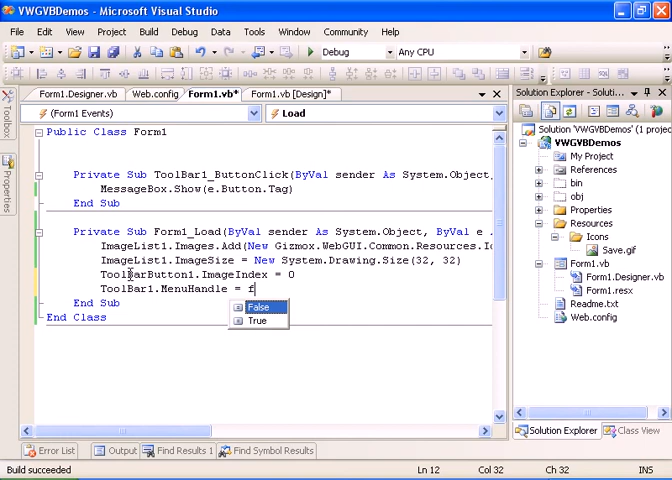 VWGVBDemos - Microsoft Visual Studio
File Edit View Project Build Debug Data Tools Test Window Community Help
Debug Any CPU
Form1.Designer.vb Web.config Form1.vb* Form1.vb [Design]*
(Form1 Events) Load
Toolbox
Properties
Public Class Form1
Private Sub ToolBar1_ButtonClick(ByVal sender As System.Object,
MessageBox.Show(e.Button.Tag)
End Sub
Private Sub Form1_Load(ByVal sender As System.Object, ByVal e
ImageList1.Images.Add(New Gizmox.WebGUI.Common.Resources.Ic
ImageList1.ImageSize = New System.Drawing.Size(32, 32)
ToolBarButton1.ImageIndex = 0
ToolBar1.MenuHandle = f
False
True
End Sub
End Class
Solution Explorer - Soluti...
Solution 'VWGVBDemos' (1 proje
VWGVBDemos
My Project
References
bin
obj
Properties
Resources
Icons
Save.gif
Form1.vb
Form1.Designer.vb
Form1.resx
Readme.txt
Web.config
Solution Explorer Class View
Error List Output Find Results 1 Find Symbol Results
Build succeeded Ln 12 Col 32 Ch 32 INS